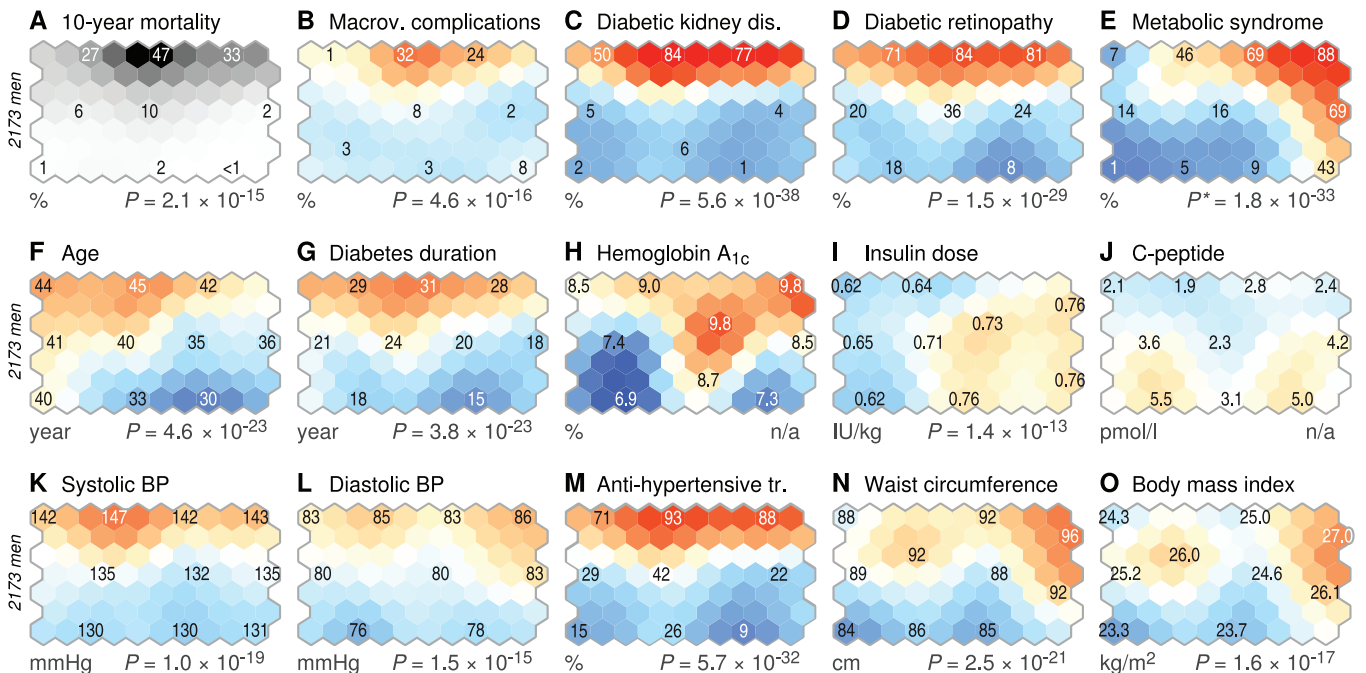 A 10-year mortality
27 47 33
6 10 2
1 2 <1
% P = 2.1 × 10⁻¹⁵
2173 men
B Macrov. complications
1 32 24
8 2
3
3 8
% P = 4.6 × 10⁻¹⁶
C Diabetic kidney dis.
50 84 77
5 4
6
2 1
% P = 5.6 × 10⁻³⁸
D Diabetic retinopathy
71 84 81
20 36 24
18 8
% P = 1.5 × 10⁻²⁹
E Metabolic syndrome
7 46 69 88
14 16 69
1 5 9 43
% P* = 1.8 × 10⁻³³
F Age
44 45 42
41 40 35 36
40 33 30
year P = 4.6 × 10⁻²³
2173 men
G Diabetes duration
29 31 28
21 24 20 18
18 15
year P = 3.8 × 10⁻²³
H Hemoglobin A₁c
8.5 9.0 9.8
9.8
7.4 8.5
8.7
6.9 7.3
% n/a
I Insulin dose
0.62 0.64
0.76
0.73
0.65 0.71
0.76
0.62 0.76
IU/kg P = 1.4 × 10⁻¹³
J C-peptide
2.1 1.9 2.8 2.4
3.6 2.3 4.2
5.5 3.1 5.0
pmol/l n/a
K Systolic BP
142 147 142 143
135 132 135
130 130 131
mmHg P = 1.0 × 10⁻¹⁹
2173 men
L Diastolic BP
83 85 83 86
80 80 83
76 78
mmHg P = 1.5 × 10⁻¹⁵
M Anti-hypertensive tr.
71 93 88
29 42 22
15 26 9
% P = 5.7 × 10⁻³²
N Waist circumference
88 92
96
92
89 88
92
84 86 85
cm P = 2.5 × 10⁻²¹
O Body mass index
24.3 25.0
27.0
26.0
25.2 24.6
26.1
23.3 23.7
kg/m² P = 1.6 × 10⁻¹⁷